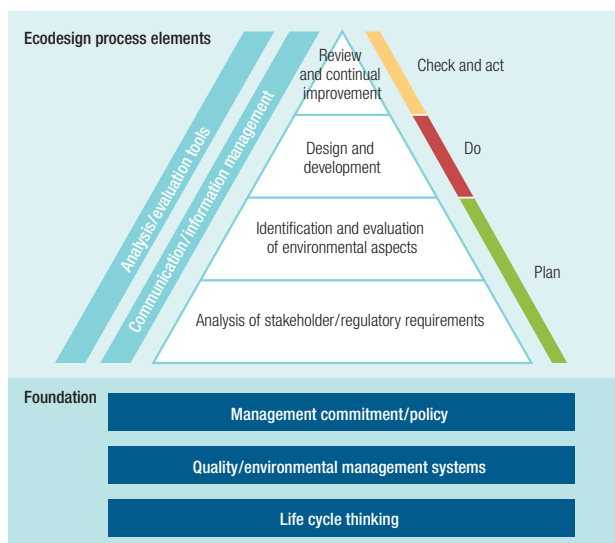 Ecodesign process elements
Analysis/evaluation tools
Communication/information management
Review
and continual
improvement
Check and act
Design and
development
Do
Identification and evaluation
of environmental aspects
Plan
Analysis of stakeholder/regulatory requirements
Foundation
Management commitment/policy
Quality/environmental management systems
Life cycle thinking